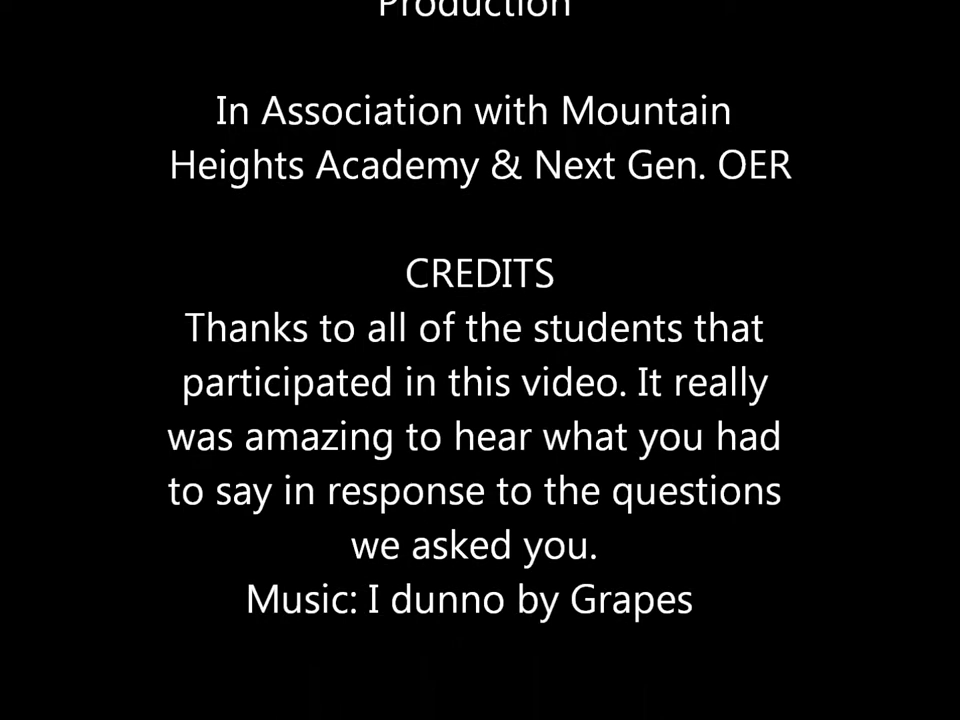 Production
In Association with Mountain
Heights Academy & Next Gen. OER
CREDITS
Thanks to all of the students that
participated in this video. It really
was amazing to hear what you had
to say in response to the questions
we asked you.
Music: I dunno by Grapes